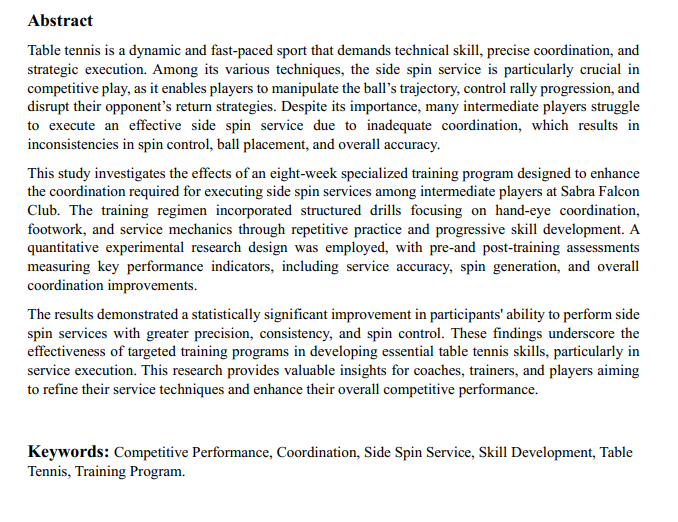 Abstract
Table tennis is a dynamic and fast-paced sport that demands technical skill, precise coordination, and
strategic execution. Among its various techniques, the side spin service is particularly crucial in
competitive play, as it enables players to manipulate the ball's trajectory, control rally progression, and
disrupt their opponent's return strategies. Despite its importance, many intermediate players struggle
to execute an effective side spin service due to inadequate coordination, which results in
inconsistencies in spin control, ball placement, and overall accuracy.
This study investigates the effects of an eight-week specialized training program designed to enhance
the coordination required for executing side spin services among intermediate players at Sabra Falcon
Club. The training regimen incorporated structured drills focusing on hand-eye coordination,
footwork, and service mechanics through repetitive practice and progressive skill development. A
quantitative experimental research design was employed, with pre-and post-training assessments
measuring key performance indicators, including service accuracy, spin generation, and overall
coordination improvements.
The results demonstrated a statistically significant improvement in participants' ability to perform side
spin services with greater precision, consistency, and spin control. These findings underscore the
effectiveness of targeted training programs in developing essential table tennis skills, particularly in
service execution. This research provides valuable insights for coaches, trainers, and players aiming
to refine their service techniques and enhance their overall competitive performance.
Keywords: Competitive Performance, Coordination, Side Spin Service, Skill Development, Table
Tennis, Training Program.